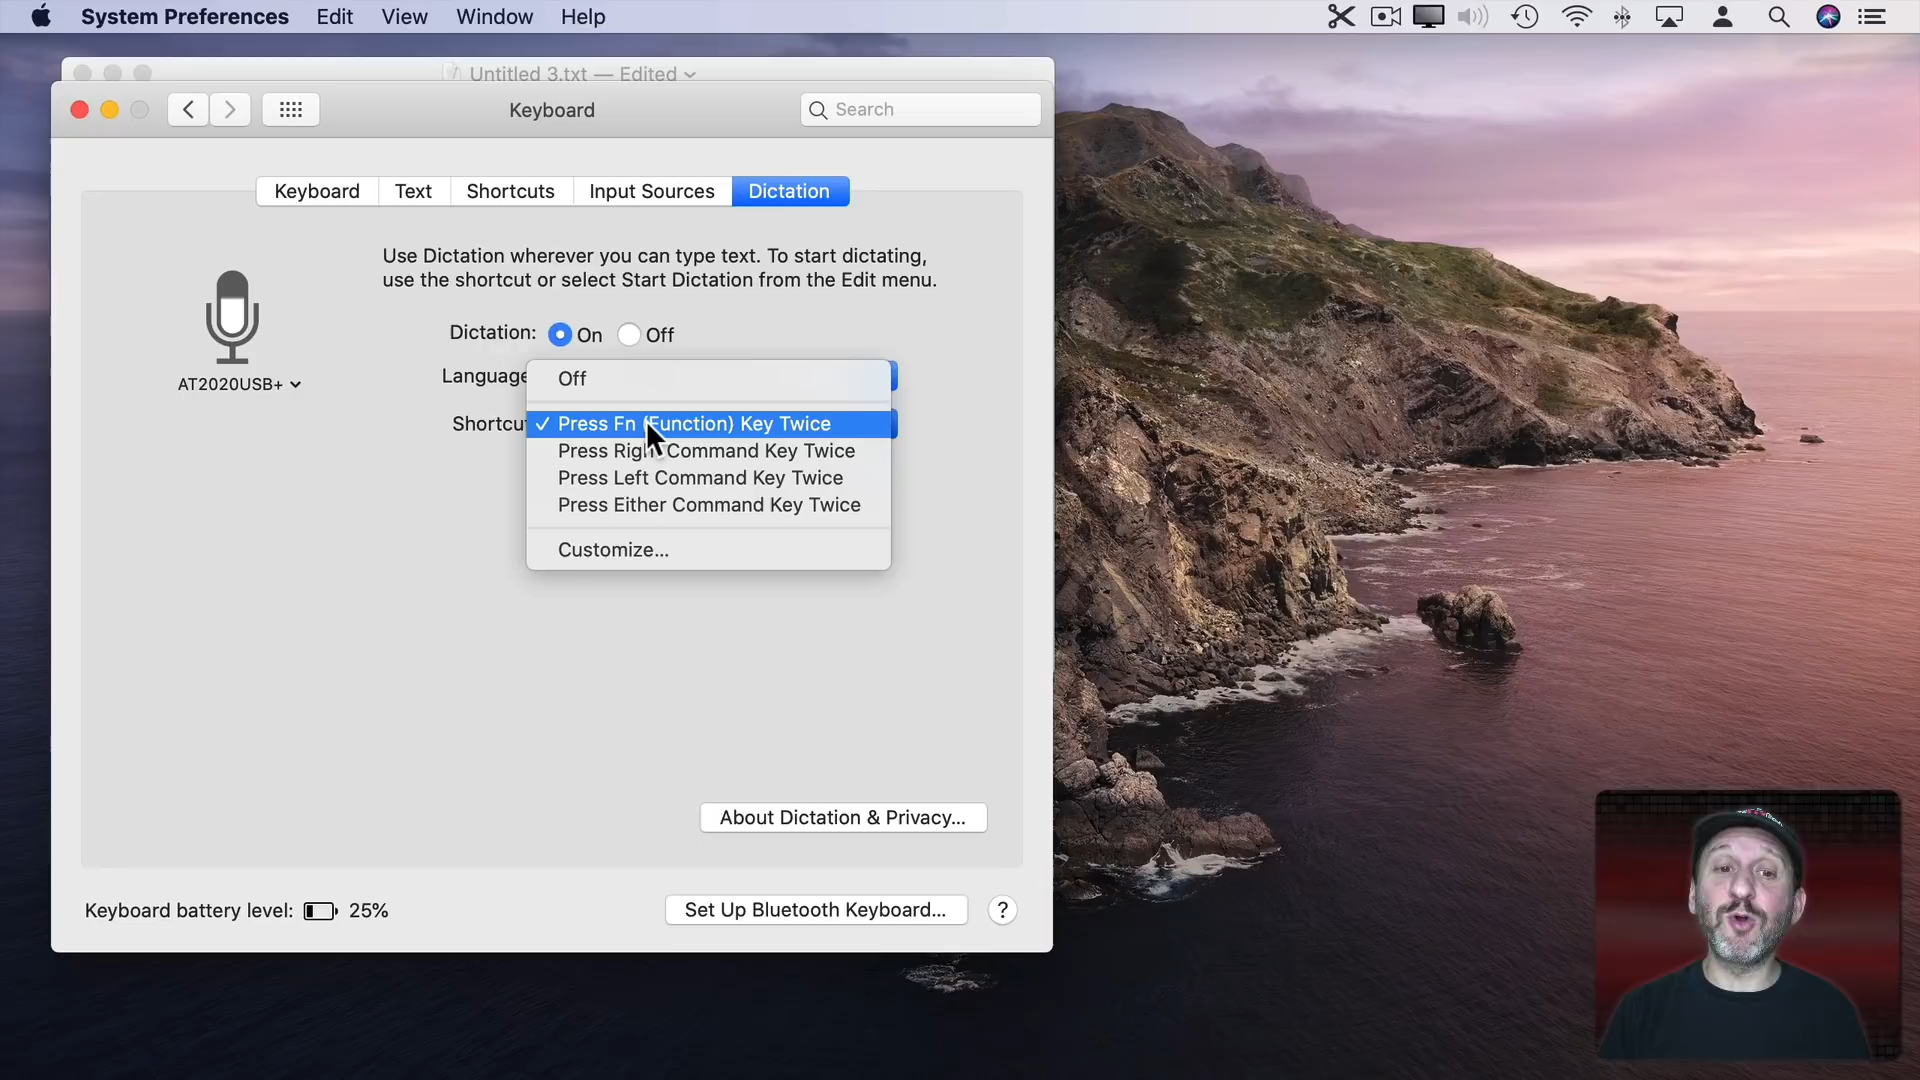 System Preferences Edit View Window Help
Untitled 3.txt — Edited
Keyboard
Search
Keyboard Text Shortcuts Input Sources Dictation
Use Dictation wherever you can type text. To start dictating,
use the shortcut or select Start Dictation from the Edit menu.
AT2020USB+
Dictation: On Off
Language
Off
Shortcu
✓ Press Fn (Function) Key Twice
Press Right Command Key Twice
Press Left Command Key Twice
Press Either Command Key Twice
Customize...
About Dictation & Privacy...
Keyboard battery level: 25%
Set Up Bluetooth Keyboard...
?